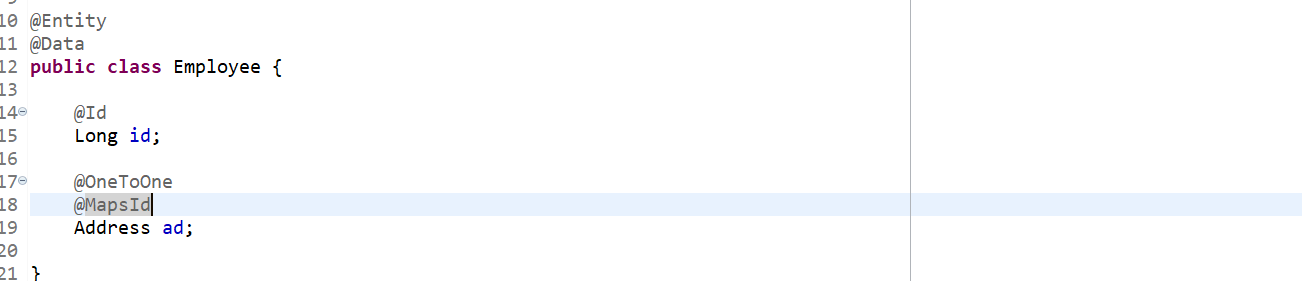 10 @Entity
11 @Data
12 public class Employee {
13
14 @Id
15 Long id;
16
17 @OneToOne
18 @MapsId
19 Address ad;
20
21 }